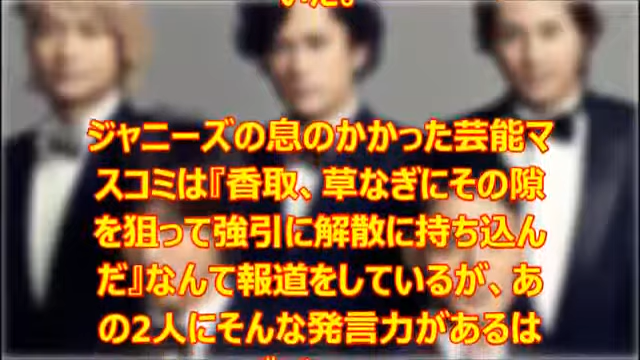 いた。
ジャニーズの息のかかった芸能マ
スコミは『香取、草なぎにその隙
を狙って強引に解散に持ち込ん
だ』なんて報道をしているが、あ
の2人にそんな発言力があるは